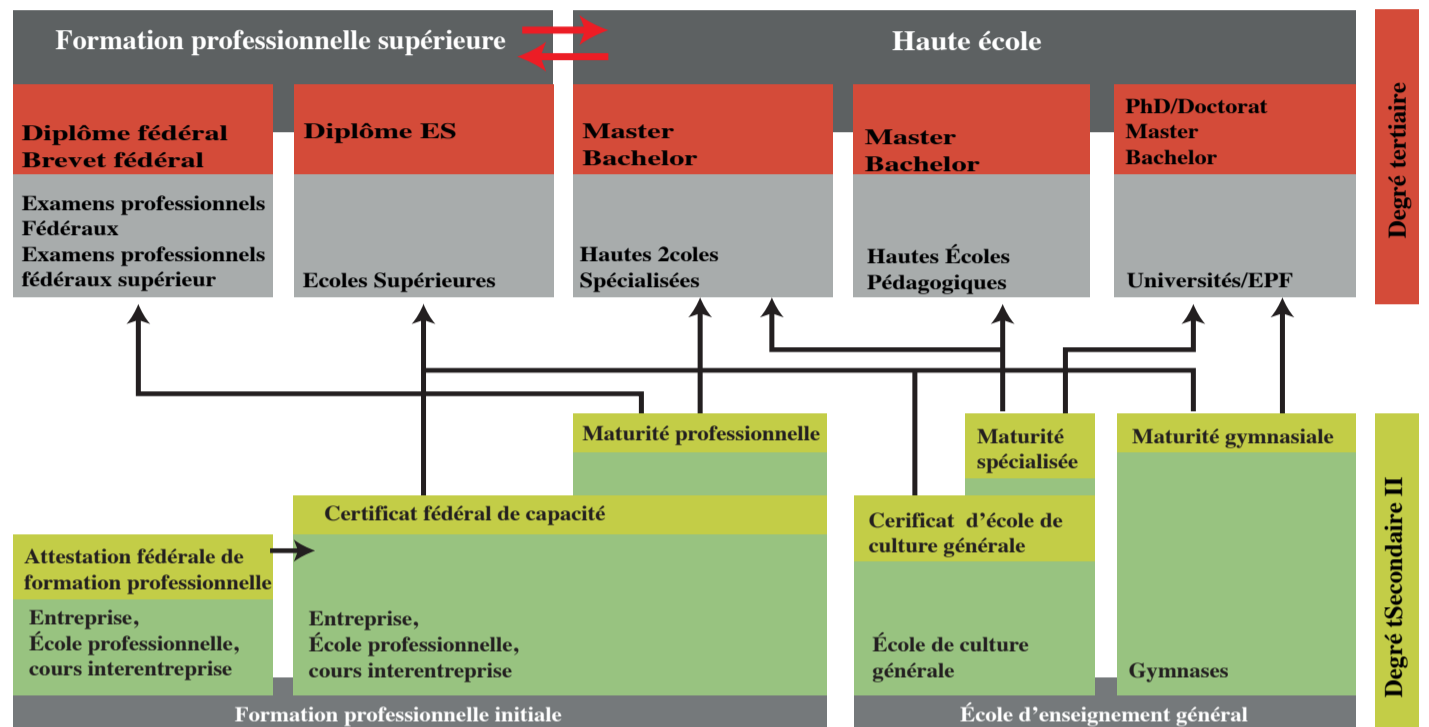 Formation professionnelle supérieure
Haute école
Diplôme fédéral
Brevet fédéral
Diplôme ES
Master
Bachelor
Master
Bachelor
PhD/Doctorat
Master
Bachelor
Degré tertiaire
Examens professionnels
Fédéraux
Examens professionnels
fédéraux supérieur
Ecoles Supérieures
Hautes 2coles
Spécialisées
Hautes Écoles
Pédagogiques
Universités/EPF
Maturité professionnelle
Maturité
spécialisée
Maturité gymnasiale
Certificat fédéral de capacité
Cerificat d'école de
culture générale
Attestation fédérale de
formation professionnelle
Entreprise,
École professionnelle,
cours interentreprise
Entreprise,
École professionnelle,
cours interentreprise
École de culture
générale
Gymnases
Degré tSecondaire II
Formation professionnelle initiale
École d'enseignement général